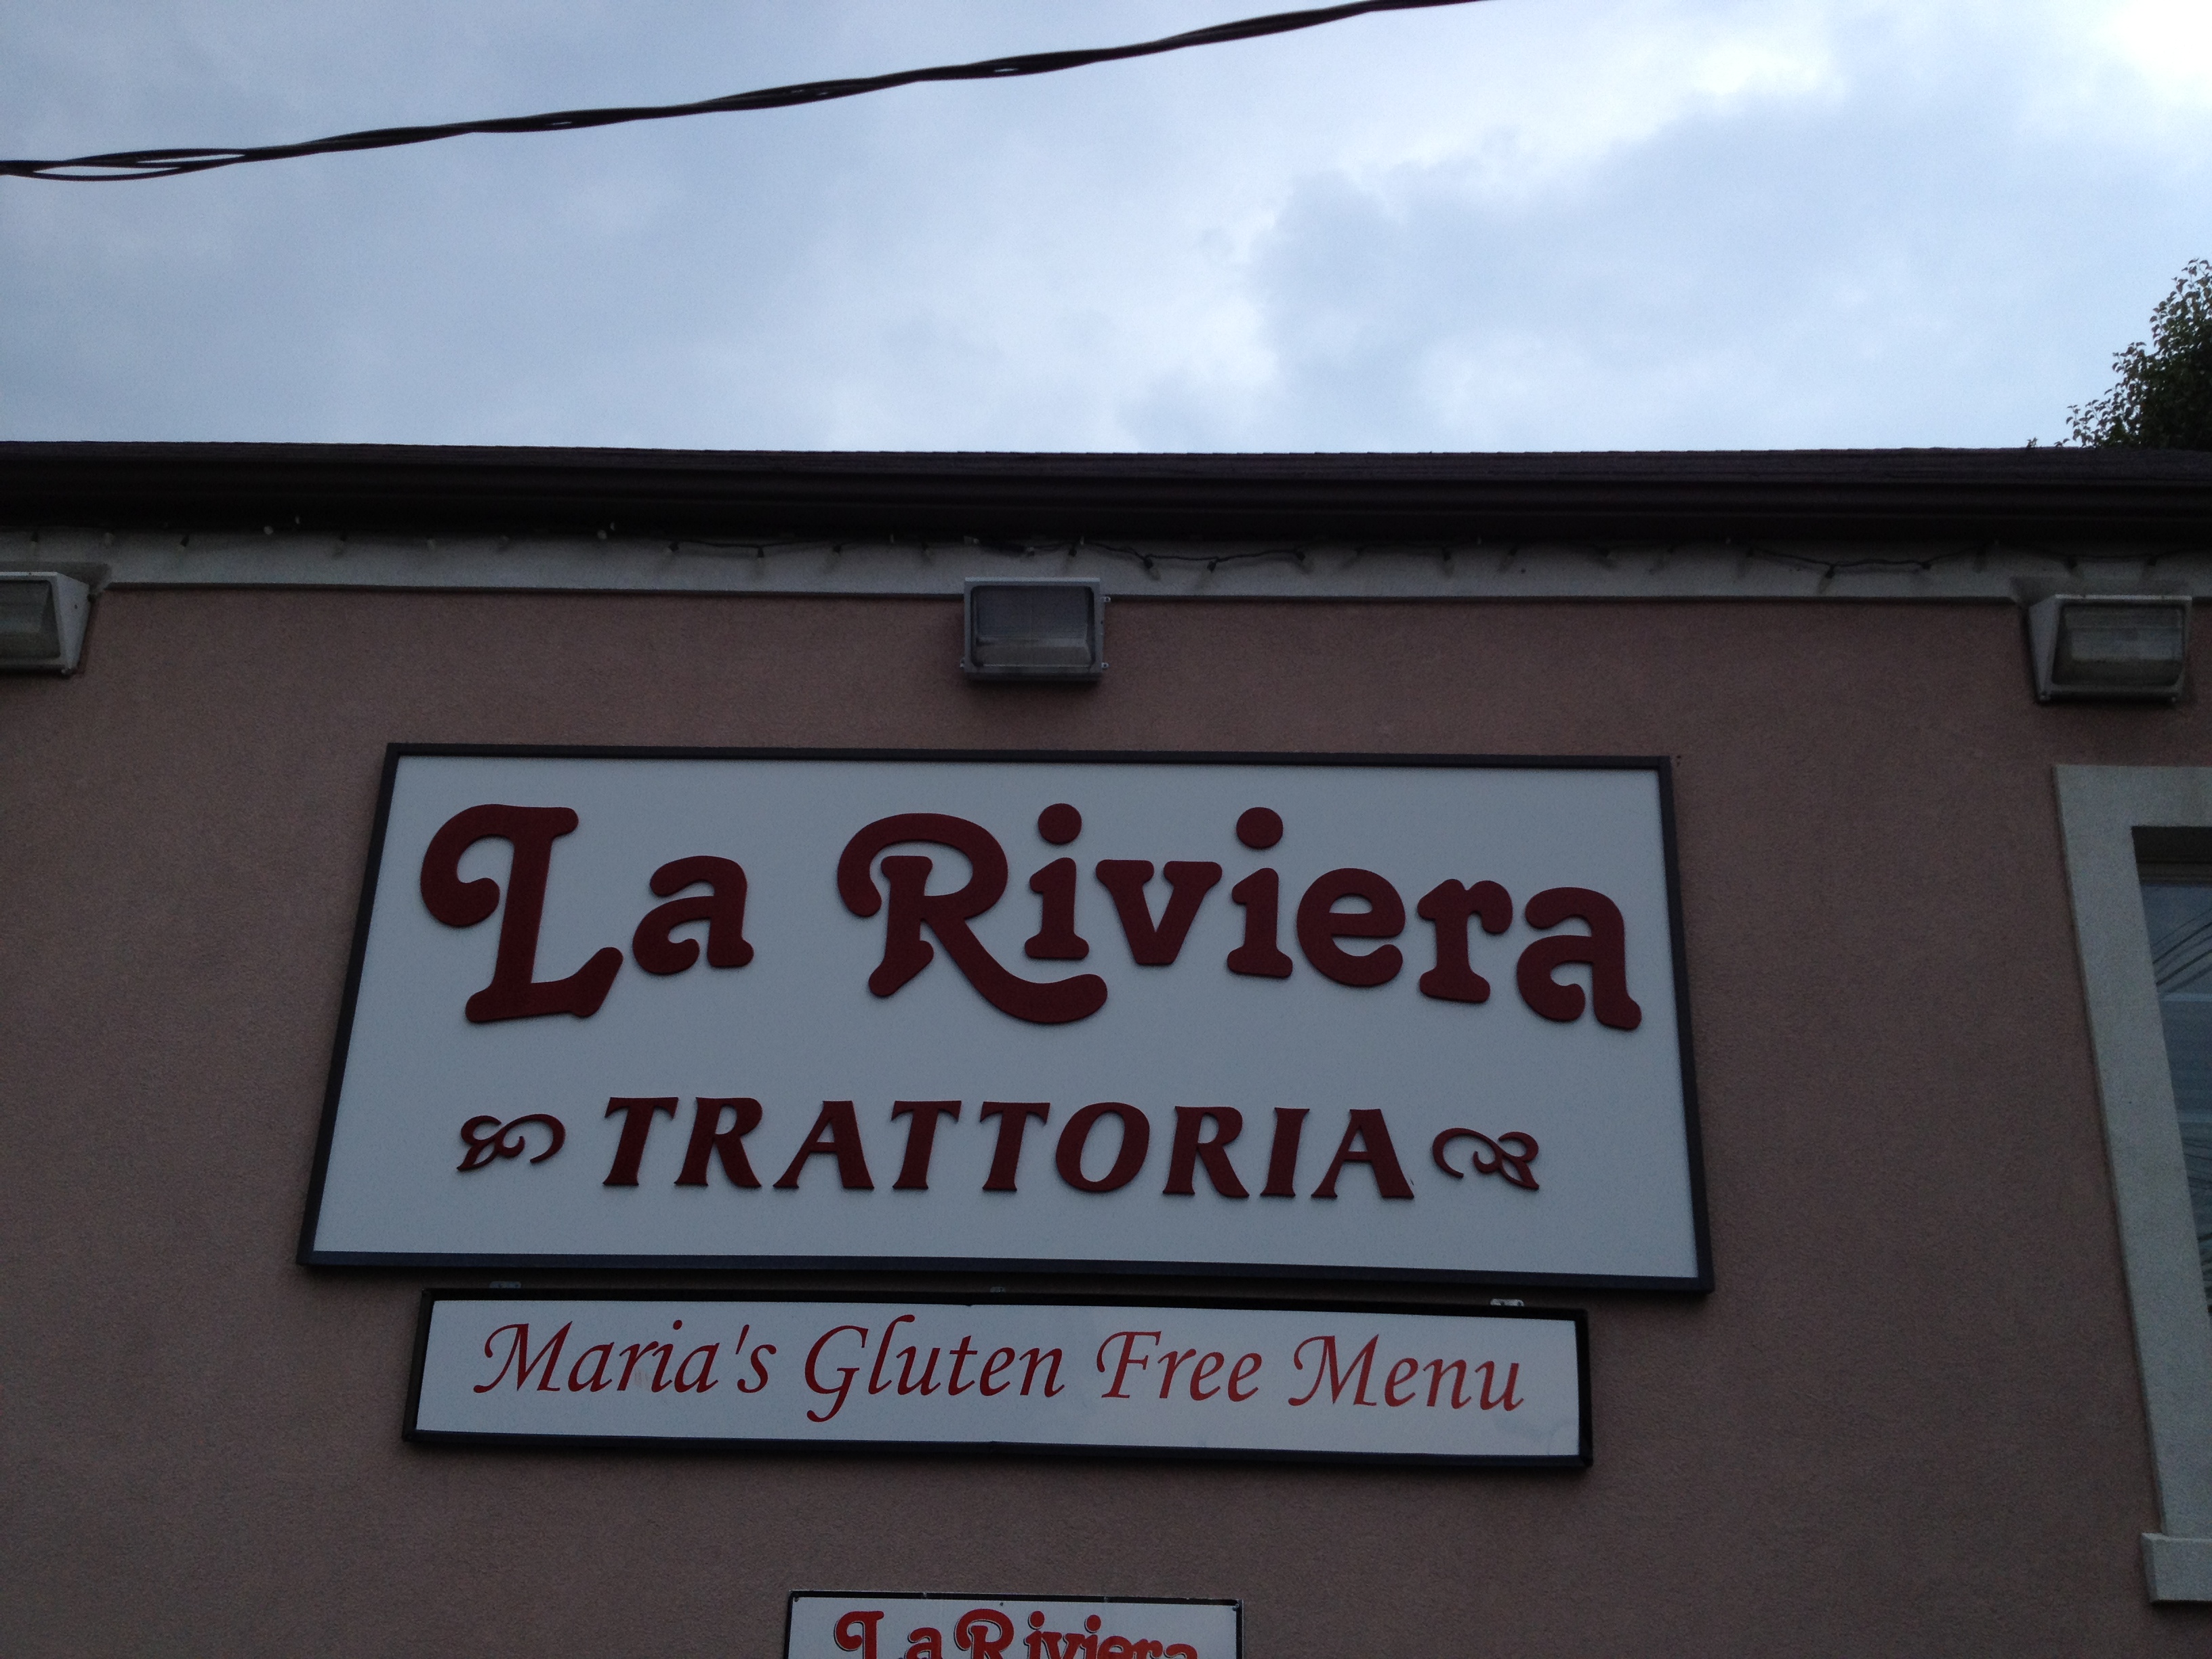 La Riviera
TRATTORIA
Maria's Gluten Free Menu
La Riviera